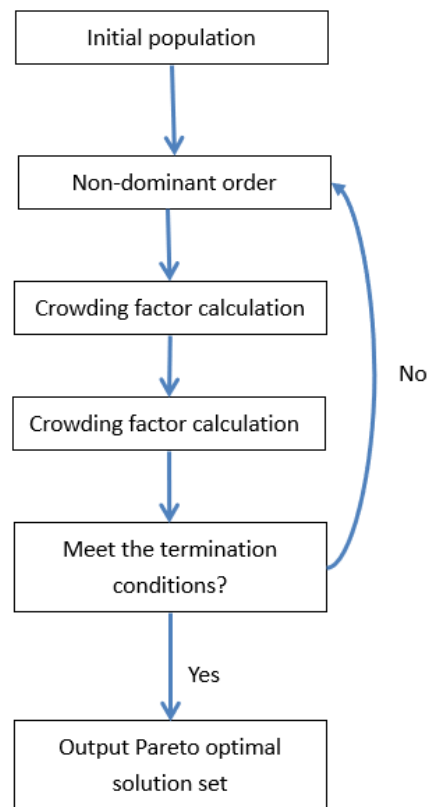 Initial population
Non-dominant order
Crowding factor calculation
No
Crowding factor calculation
Meet the termination
conditions?
Yes
Output Pareto optimal
solution set